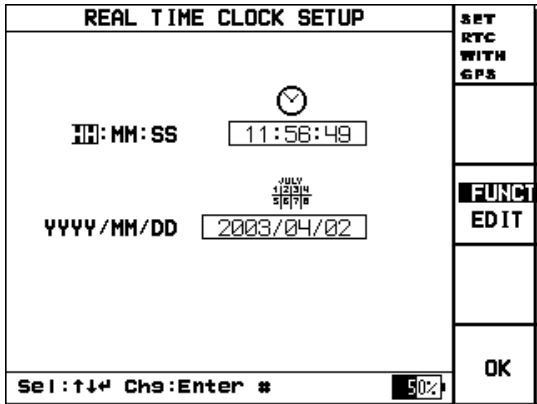 REAL TIME CLOCK SETUP
SET
RTC
WITH
GPS
HH:MM:SS 11:56:49
JULY
1 2 3 4
5 6 7 8
YYYY/MM/DD 2003/04/02
FUNCT
EDIT
OK
Sel:↑↓↵ Chg:Enter #
50%